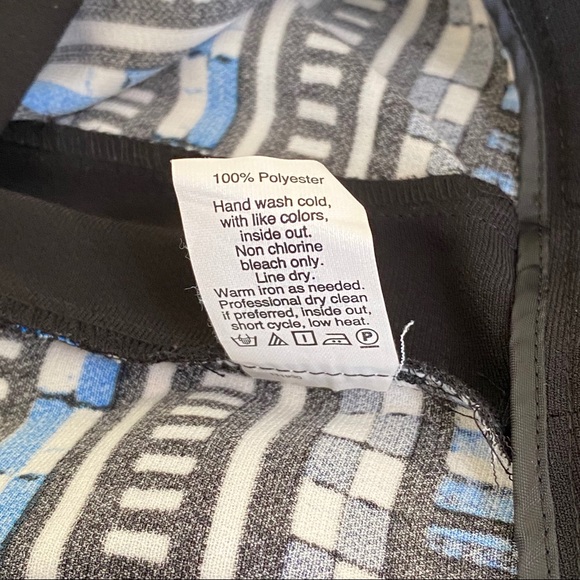 100% Polyester
Hand wash cold,
with like colors,
inside out.
Non chlorine
bleach only.
Line dry.
Warm iron as needed.
Professional dry clean
if preferred, inside out,
short cycle, low heat.
P